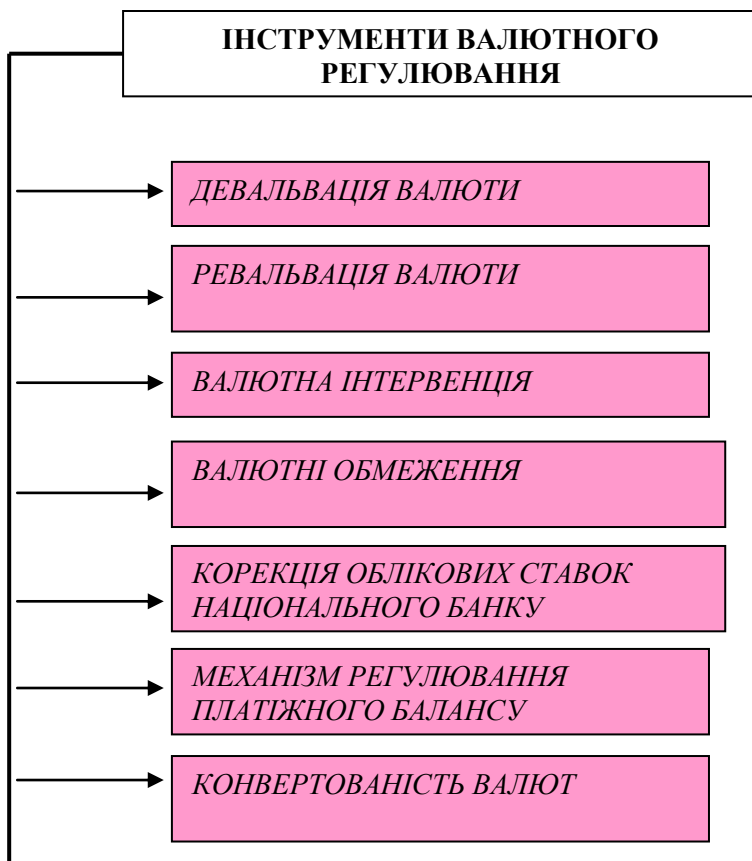 ІНСТРУМЕНТИ ВАЛЮТНОГО
РЕГУЛЮВАННЯ
ДЕВАЛЬВАЦІЯ ВАЛЮТИ
РЕВАЛЬВАЦІЯ ВАЛЮТИ
ВАЛЮТНА ІНТЕРВЕНЦІЯ
ВАЛЮТНІ ОБМЕЖЕННЯ
КОРЕКЦІЯ ОБЛІКОВИХ СТАВОК
НАЦІОНАЛЬНОГО БАНКУ
МЕХАНІЗМ РЕГУЛЮВАННЯ
ПЛАТІЖНОГО БАЛАНСУ
КОНВЕРТОВАНІСТЬ ВАЛЮТ